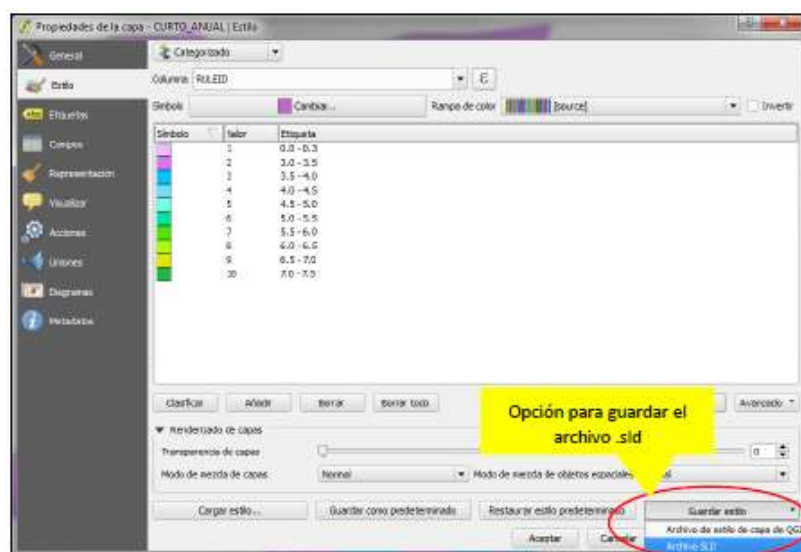 Propiedades de la capa - CURTO_ANUAL | Estilo
General
Estilo
Etiquetas
Campos
Representación
Visualizar
Acciones
Uniones
Diagramas
Metadatos
Categorizado
Columna RULEID ε
Símbolo Cambiar... Rampa de color [source] Invertir
Símbolo Valor Etiqueta
1 0.0 - 0.3
2 3.0 - 3.5
3 3.5 - 4.0
4 4.0 - 4.5
5 4.5 - 5.0
6 5.0 - 5.5
7 5.5 - 6.0
8 6.0 - 6.5
9 6.5 - 7.0
10 7.0 - 7.5
Clasificar Añadir Borrar Borrar todo Avanzado
Opción para guardar el
archivo .sld
Renderizado de capas
Transparencia de capas 0
Modo de mezcla de capas Normal Modo de mezcla de objetos espaciales
Cargar estilo... Guardar como predeterminado Restaurar estilo predeterminado Guardar estilo
Aceptar Cancelar
Archivo de estilo de capa de QGI
Archivo SLD